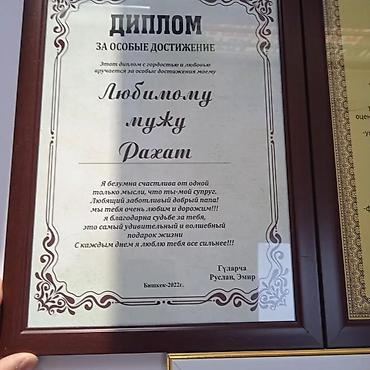 ДИПЛОМ
ЗА ОСОБЫЕ ДОСТИЖЕНИЕ
Этот диплом с гордостью и любовью
вручается за особые достижения моему
Любимому
мужу
Рахат
Я безумна счастлива от одной
только мысли, что ты-мой супруг.
Любящий заботливый добрый папа!
мы тебя очень любим и дорожим!!!
я благодарна судьбе за тебя,
это самый удивительный и волшебный
подарок жизни
С каждым днем я люблю тебя все сильнее!!!
Гуларча
Руслан, Эмир
Бишкек-2022г.